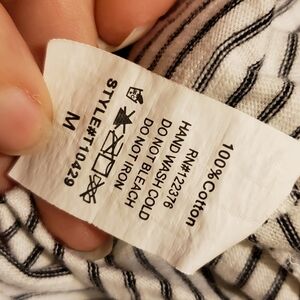 100%Cotton
RN#122376
HAND WASH COLD
DO NOT BLEACH
DO NOT IRON
STYLE#T10429
M